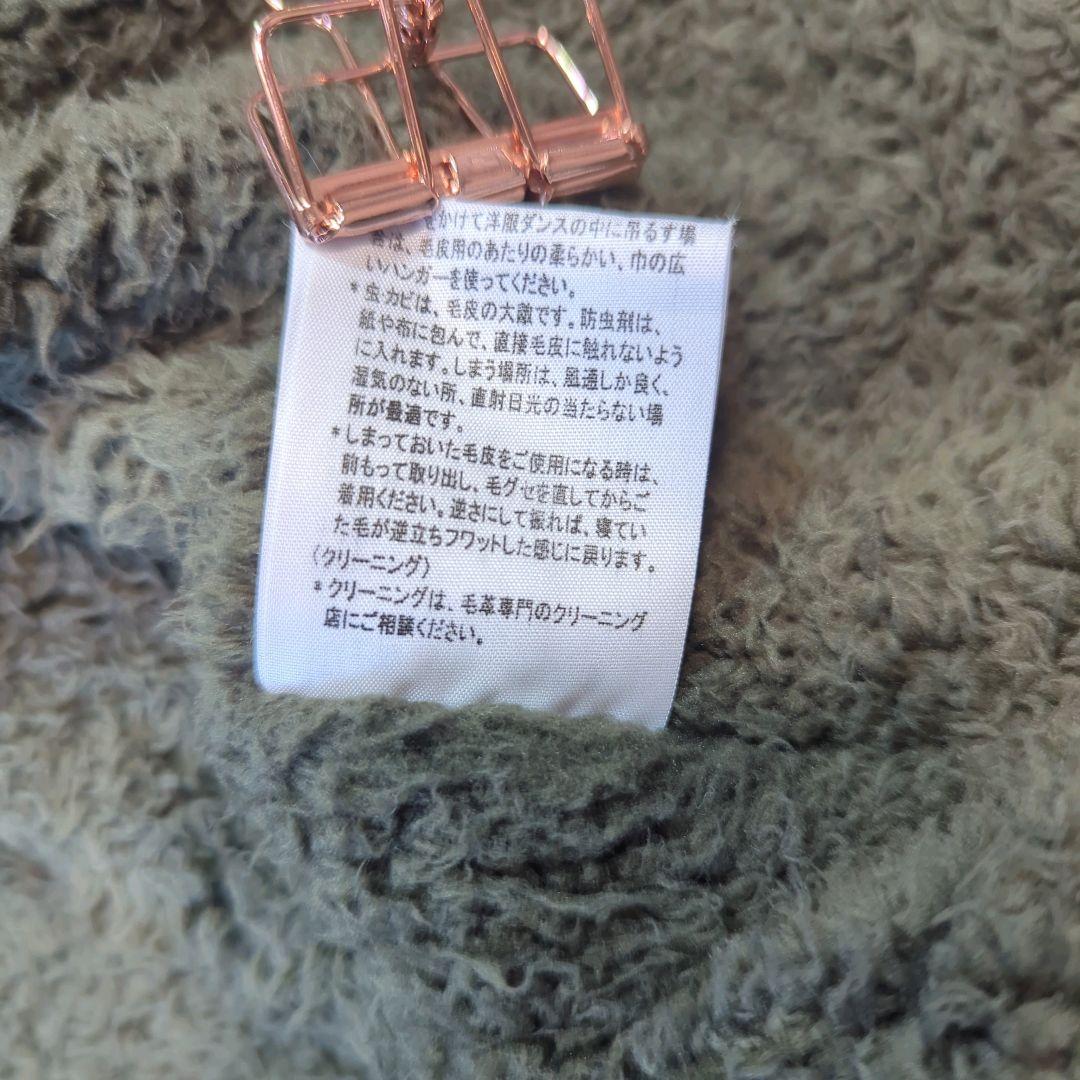 をかけて洋服ダンスの中に吊るす場
合は、毛皮用のあたりの柔らかい、巾の広
いハンガーを使ってください。
*虫・カビは、毛皮の大敵です。防虫剤は、
紙や布に包んで、直接毛皮に触れないよう
に入れます。しまう場所は、風通しか良く、
湿気のない所、直射日光の当たらない場
所が最適です。
*しまっておいた毛皮をご使用になる時は、
前もって取り出し、毛グセを直してからご
着用ください。逆さにして振れば、寝てい
た毛が逆立ちフワットした感じに戻ります。
(クリーニング)
*クリーニングは、毛革専門のクリーニング
店にご相談ください。